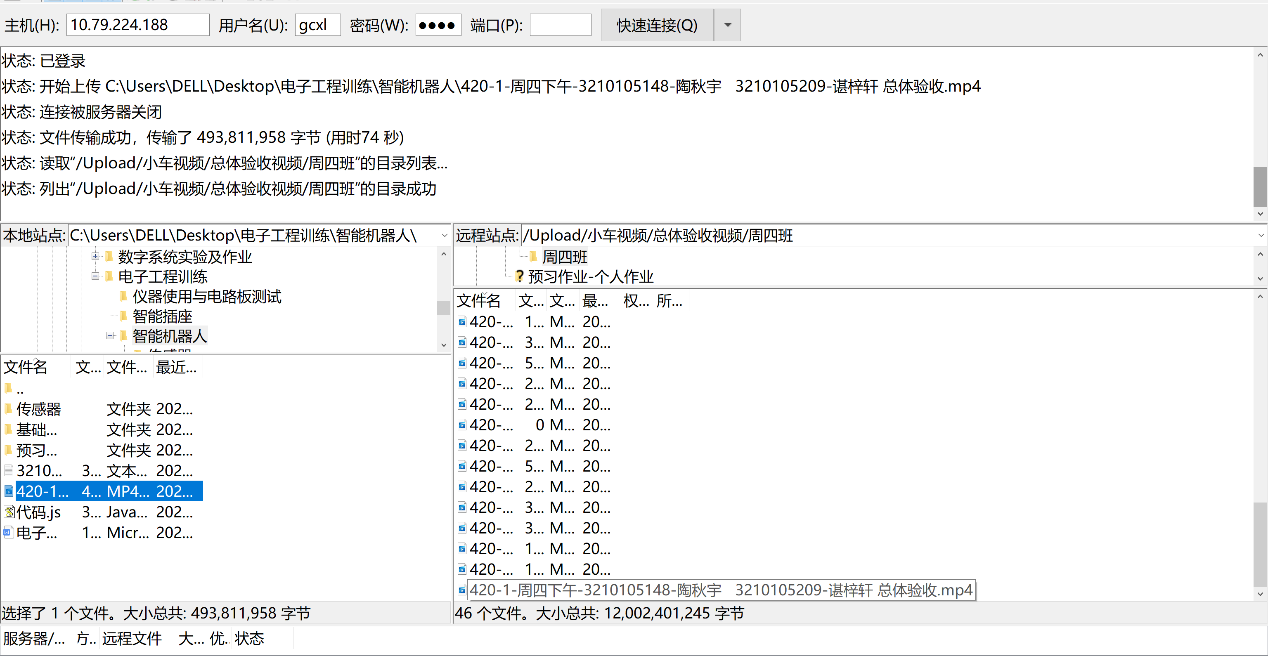 主机(H): 10.79.224.188 用户名(U): gcxl 密码(W): ●●●● 端口(P): 快速连接(Q)
状态: 已登录
状态: 开始上传 C:\Users\DELL\Desktop\电子工程训练\智能机器人\420-1-周四下午-3210105148-陶秋宇 3210105209-谌梓轩 总体验收.mp4
状态: 连接被服务器关闭
状态: 文件传输成功，传输了 493,811,958 字节 (用时74 秒)
状态: 读取"/Upload/小车视频/总体验收视频/周四班"的目录列表...
状态: 列出"/Upload/小车视频/总体验收视频/周四班"的目录成功
本地站点: C:\Users\DELL\Desktop\电子工程训练\智能机器人\
数字系统实验及作业
电子工程训练
仪器使用与电路板测试
智能插座
智能机器人
传感器
文件名 文... 文件... 最近...
..
传感器 文件夹 202...
基础... 文件夹 202...
预习... 文件夹 202...
3210... 3... 文本... 202...
420-1... 4... MP4... 202...
代码.js 3... Java... 202...
电子... 1... Micr... 202...
选择了 1 个文件。大小总共: 493,811,958 字节
远程站点: /Upload/小车视频/总体验收视频/周四班
周四班
? 预习作业-个人作业
文件名 文... 文... 最... 权... 所...
420-... 1... M... 20...
420-... 3... M... 20...
420-... 5... M... 20...
420-... 2... M... 20...
420-... 2... M... 20...
420-... 0 M... 20...
420-... 2... M... 20...
420-... 5... M... 20...
420-... 2... M... 20...
420-... 3... M... 20...
420-... 3... M... 20...
420-... 1... M... 20...
420-... 1... M... 20...
420-1-周四下午-3210105148-陶秋宇 3210105209-谌梓轩 总体验收.mp4
46 个文件。大小总共: 12,002,401,245 字节
服务器/... 方.. 远程文件 大... 优.. 状态